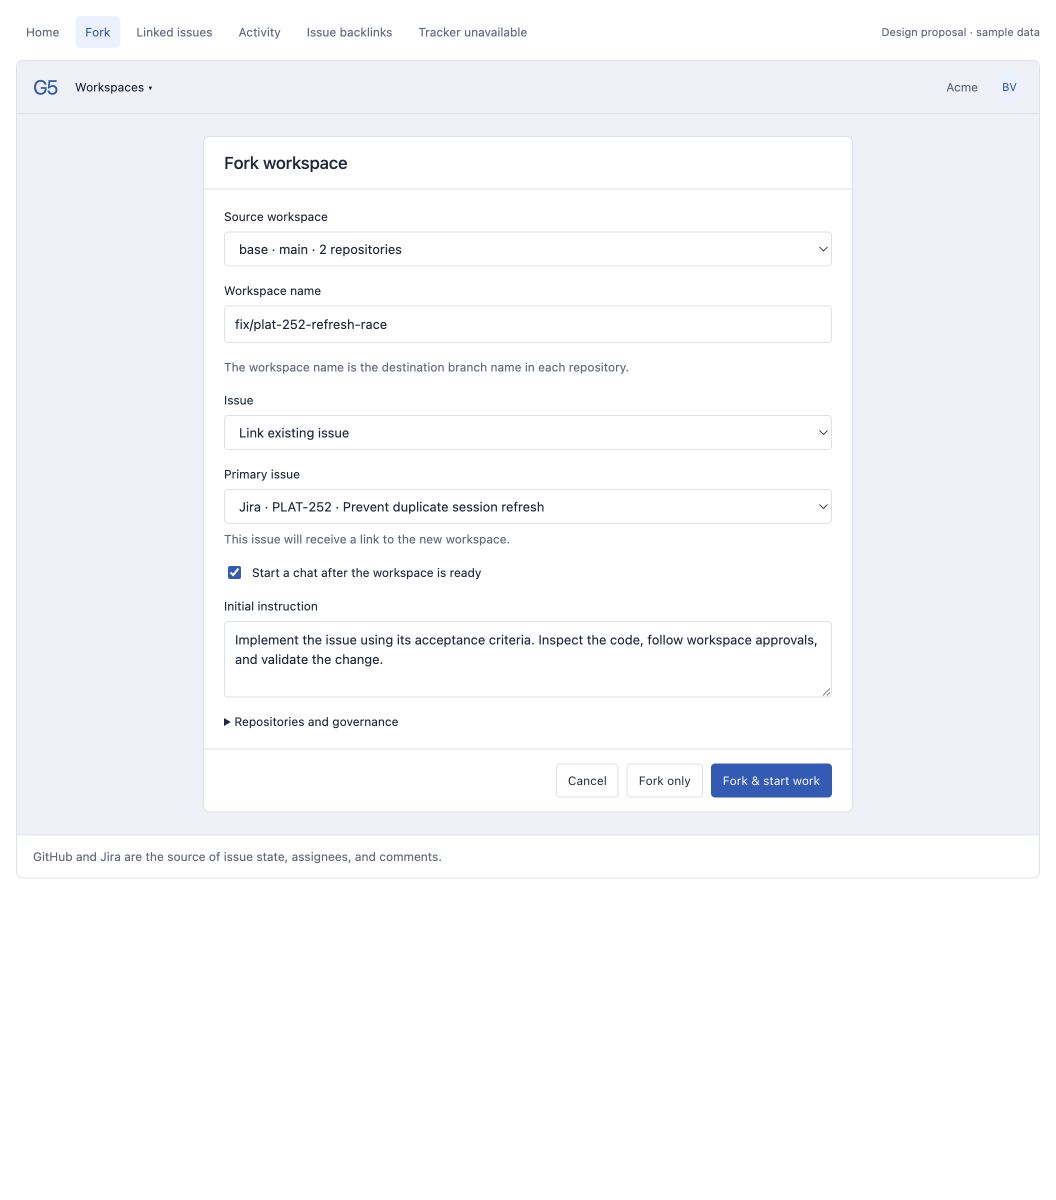 Home
Fork
Linked issues
Activity
Issue backlinks
Tracker unavailable
Design proposal · sample data
G5
Workspaces ▾
Acme
BV
Fork workspace
Source workspace
base · main · 2 repositories
Workspace name
fix/plat-252-refresh-race
The workspace name is the destination branch name in each repository.
Issue
Link existing issue
Primary issue
Jira · PLAT-252 · Prevent duplicate session refresh
This issue will receive a link to the new workspace.
Start a chat after the workspace is ready
Initial instruction
Implement the issue using its acceptance criteria. Inspect the code, follow workspace approvals,
and validate the change.
Repositories and governance
Cancel
Fork only
Fork & start work
GitHub and Jira are the source of issue state, assignees, and comments.